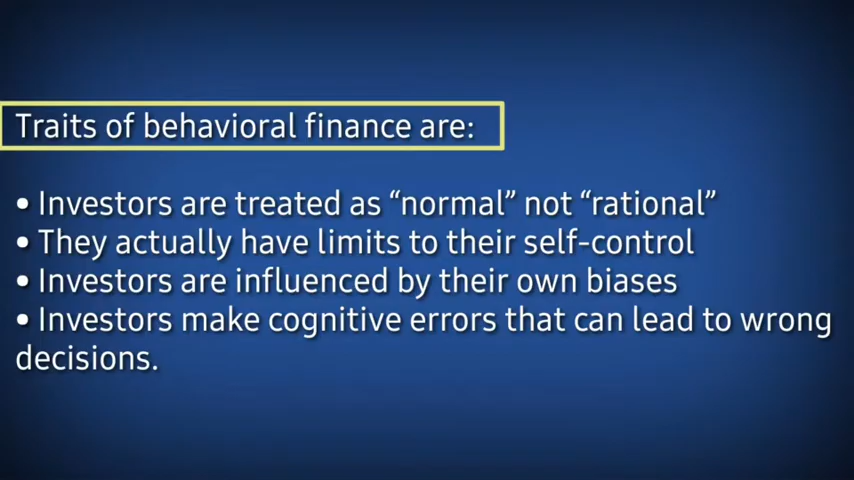 Traits of behavioral finance are:
• Investors are treated as “normal” not “rational”
• They actually have limits to their self-control
• Investors are influenced by their own biases
• Investors make cognitive errors that can lead to wrong
decisions.